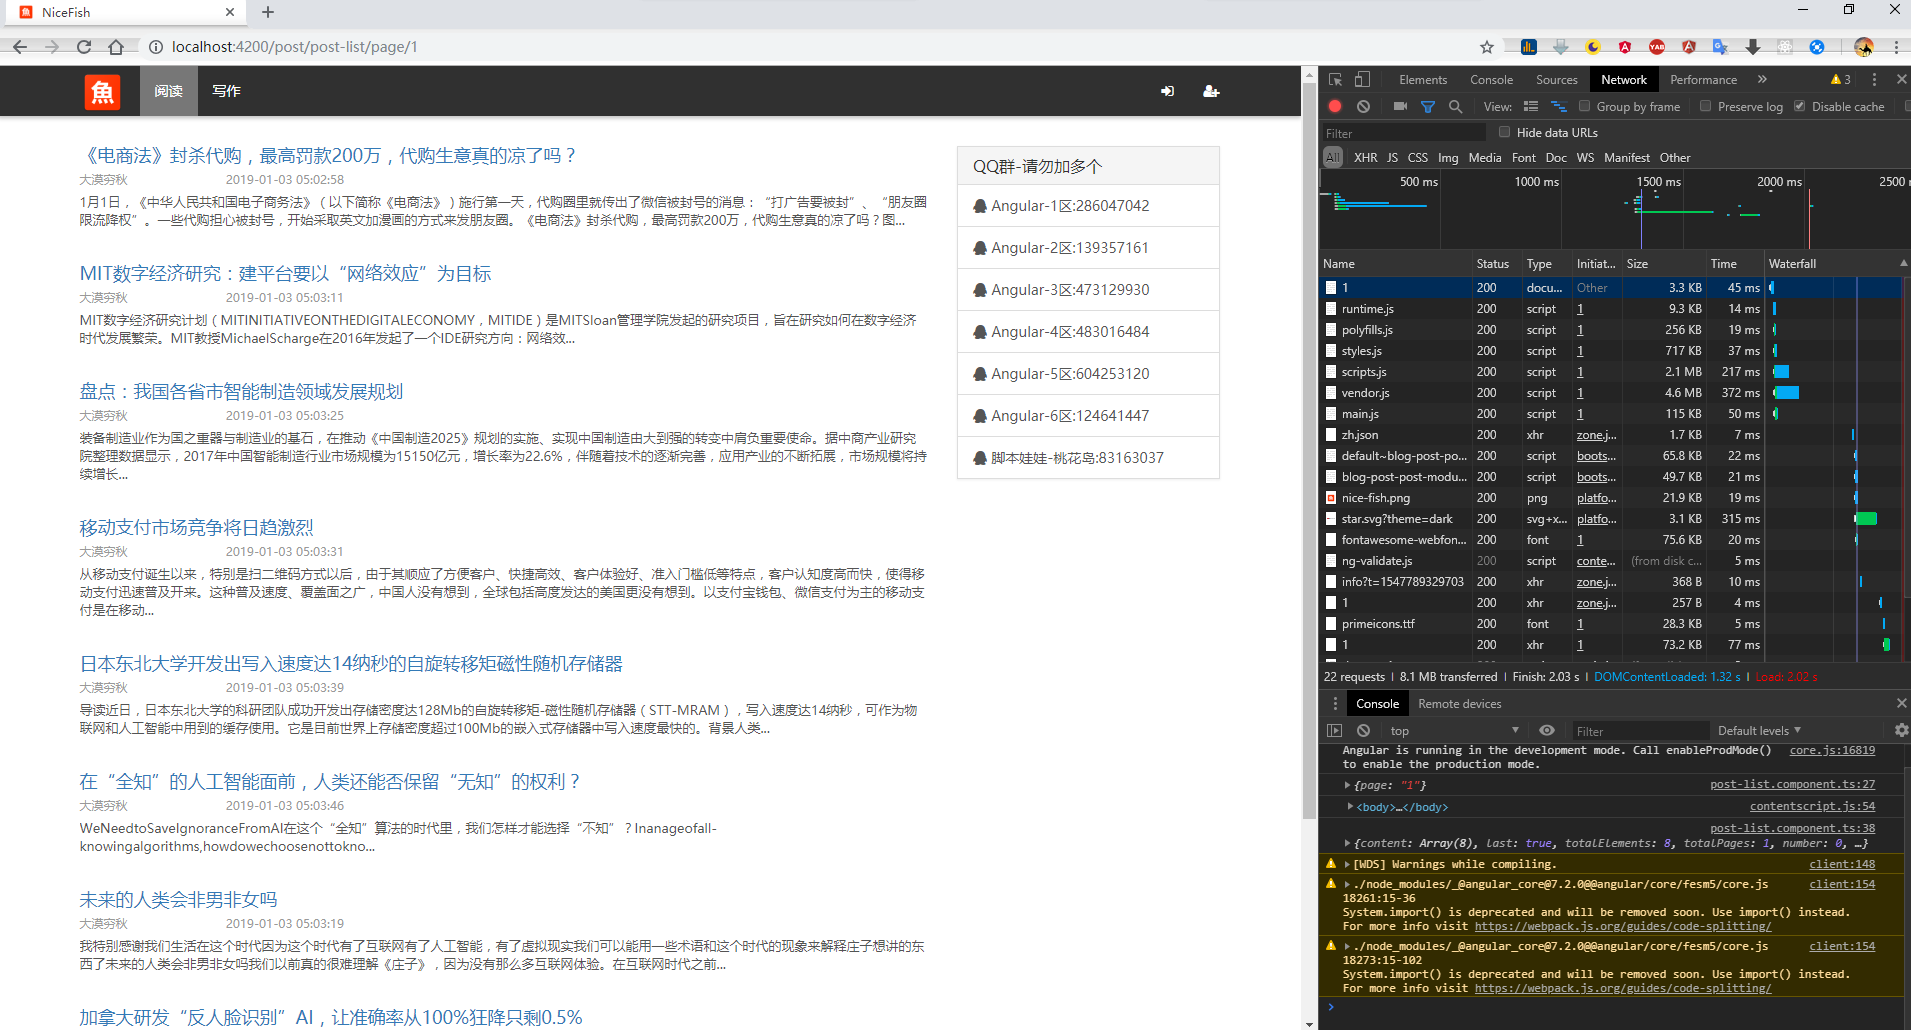 NiceFish
localhost:4200/post/post-list/page/1
魚 阅读 写作
《电商法》封杀代购，最高罚款200万，代购生意真的凉了吗？
大漠穷秋 2019-01-03 05:02:58
1月1日，《中华人民共和国电子商务法》（以下简称《电商法》）施行第一天，代购圈里就传出了微信被封号的消息：“打广告要被封”、“朋友圈
限流降权”。一些代购担心被封号，开始采取英文加漫画的方式来发朋友圈。《电商法》封杀代购，最高罚款200万，代购生意真的凉了吗？图...
MIT数字经济研究：建平台要以“网络效应”为目标
大漠穷秋 2019-01-03 05:03:11
MIT数字经济研究计划（MITINITIATIVEONTHEDIGITALECONOMY，MITIDE）是MITSloan管理学院发起的研究项目，旨在研究如何在数字经济
时代发展繁荣。MIT教授MichaelScharge在2016年发起了一个IDE研究方向：网络效...
盘点：我国各省市智能制造领域发展规划
大漠穷秋 2019-01-03 05:03:25
装备制造业作为国之重器与制造业的基石，在推动《中国制造2025》规划的实施、实现中国制造由大到强的转变中肩负重要使命。据中商产业研究
院整理数据显示，2017年中国智能制造行业市场规模为15150亿元，增长率为22.6%，伴随着技术的逐渐完善，应用产业的不断拓展，市场规模将持
续增长...
移动支付市场竞争将日趋激烈
大漠穷秋 2019-01-03 05:03:31
从移动支付诞生以来，特别是扫二维码方式以后，由于其顺应了方便客户、快捷高效、客户体验好、准入门槛低等特点，客户认知度高而快，使得移
动支付迅速普及开来。这种普及速度、覆盖面之广，中国人没有想到，全球包括高度发达的美国更没有想到。以支付宝钱包、微信支付为主的移动支
付是在移动...
日本东北大学开发出写入速度达14纳秒的自旋转移矩磁性随机存储器
大漠穷秋 2019-01-03 05:03:39
导读近日，日本东北大学的科研团队成功开发出存储密度达128Mb的自旋转移矩-磁性随机存储器（STT-MRAM），写入速度达14纳秒，可作为物
联网和人工智能中用到的缓存使用。它是目前世界上存储密度超过100Mb的嵌入式存储器中写入速度最快的。背景人类...
在“全知”的人工智能面前，人类还能否保留“无知”的权利？
大漠穷秋 2019-01-03 05:03:46
WeNeedtoSaveIgnoranceFromAI在这个“全知”算法的时代里，我们怎样才能选择“不知”？Inanageofall-
knowingalgorithms,howdowechoosenottokno...
未来的人类会非男非女吗
大漠穷秋 2019-01-03 05:03:19
我特别感谢我们生活在这个时代因为这个时代有了互联网有了人工智能，有了虚拟现实我们可以能用一些术语和这个时代的现象来解释庄子想讲的东
西了未来的人类会非男非女吗我们以前真的很难理解《庄子》，因为没有那么多互联网体验。在互联网时代之前...
加拿大研发“反人脸识别”AI，让准确率从100%狂降只剩0.5%
QQ群-请勿加多个
Angular-1区:286047042
Angular-2区:139357161
Angular-3区:473129930
Angular-4区:483016484
Angular-5区:604253120
Angular-6区:124641447
脚本娃娃-桃花岛:83163037
Elements Console Sources Network Performance » 3
View: Group by frame Preserve log Disable cache
Filter Hide data URLs
All XHR JS CSS Img Media Font Doc WS Manifest Other
500 ms 1000 ms 1500 ms 2000 ms 2500
Name Status Type Initiat... Size Time Waterfall
1 200 docu... Other 3.3 KB 45 ms
runtime.js 200 script 1 9.3 KB 14 ms
polyfills.js 200 script 1 256 KB 19 ms
styles.js 200 script 1 717 KB 37 ms
scripts.js 200 script 1 2.1 MB 217 ms
vendor.js 200 script 1 4.6 MB 372 ms
main.js 200 script 1 115 KB 50 ms
zh.json 200 xhr zone.j... 1.7 KB 7 ms
default~blog-post-po... 200 script boots... 65.8 KB 22 ms
blog-post-post-modu... 200 script boots... 49.7 KB 21 ms
nice-fish.png 200 png platfo... 21.9 KB 19 ms
star.svg?theme=dark 200 svg+x... platfo... 3.1 KB 315 ms
fontawesome-webfon... 200 font 1 75.6 KB 20 ms
ng-validate.js 200 script conte... (from disk c... 5 ms
info?t=1547789329703 200 xhr zone.j... 368 B 10 ms
1 200 xhr zone.j... 257 B 4 ms
primeicons.ttf 200 font 1 28.3 KB 5 ms
1 200 xhr zone.j... 73.2 KB 77 ms
22 requests | 8.1 MB transferred | Finish: 2.03 s | DOMContentLoaded: 1.32 s | Load: 2.02 s
Console Remote devices
top Filter Default levels
Angular is running in the development mode. Call enableProdMode() core.js:16819
to enable the production mode.
{page: "1"} post-list.component.ts:27
<body>…</body> contentscript.js:54
post-list.component.ts:38
{content: Array(8), last: true, totalElements: 8, totalPages: 1, number: 0, …}
[WDS] Warnings while compiling. client:148
./node_modules/_@angular_core@7.2.0@@angular/core/fesm5/core.js client:154
18261:15-36
System.import() is deprecated and will be removed soon. Use import() instead.
For more info visit https://webpack.js.org/guides/code-splitting/
./node_modules/_@angular_core@7.2.0@@angular/core/fesm5/core.js client:154
18273:15-102
System.import() is deprecated and will be removed soon. Use import() instead.
For more info visit https://webpack.js.org/guides/code-splitting/